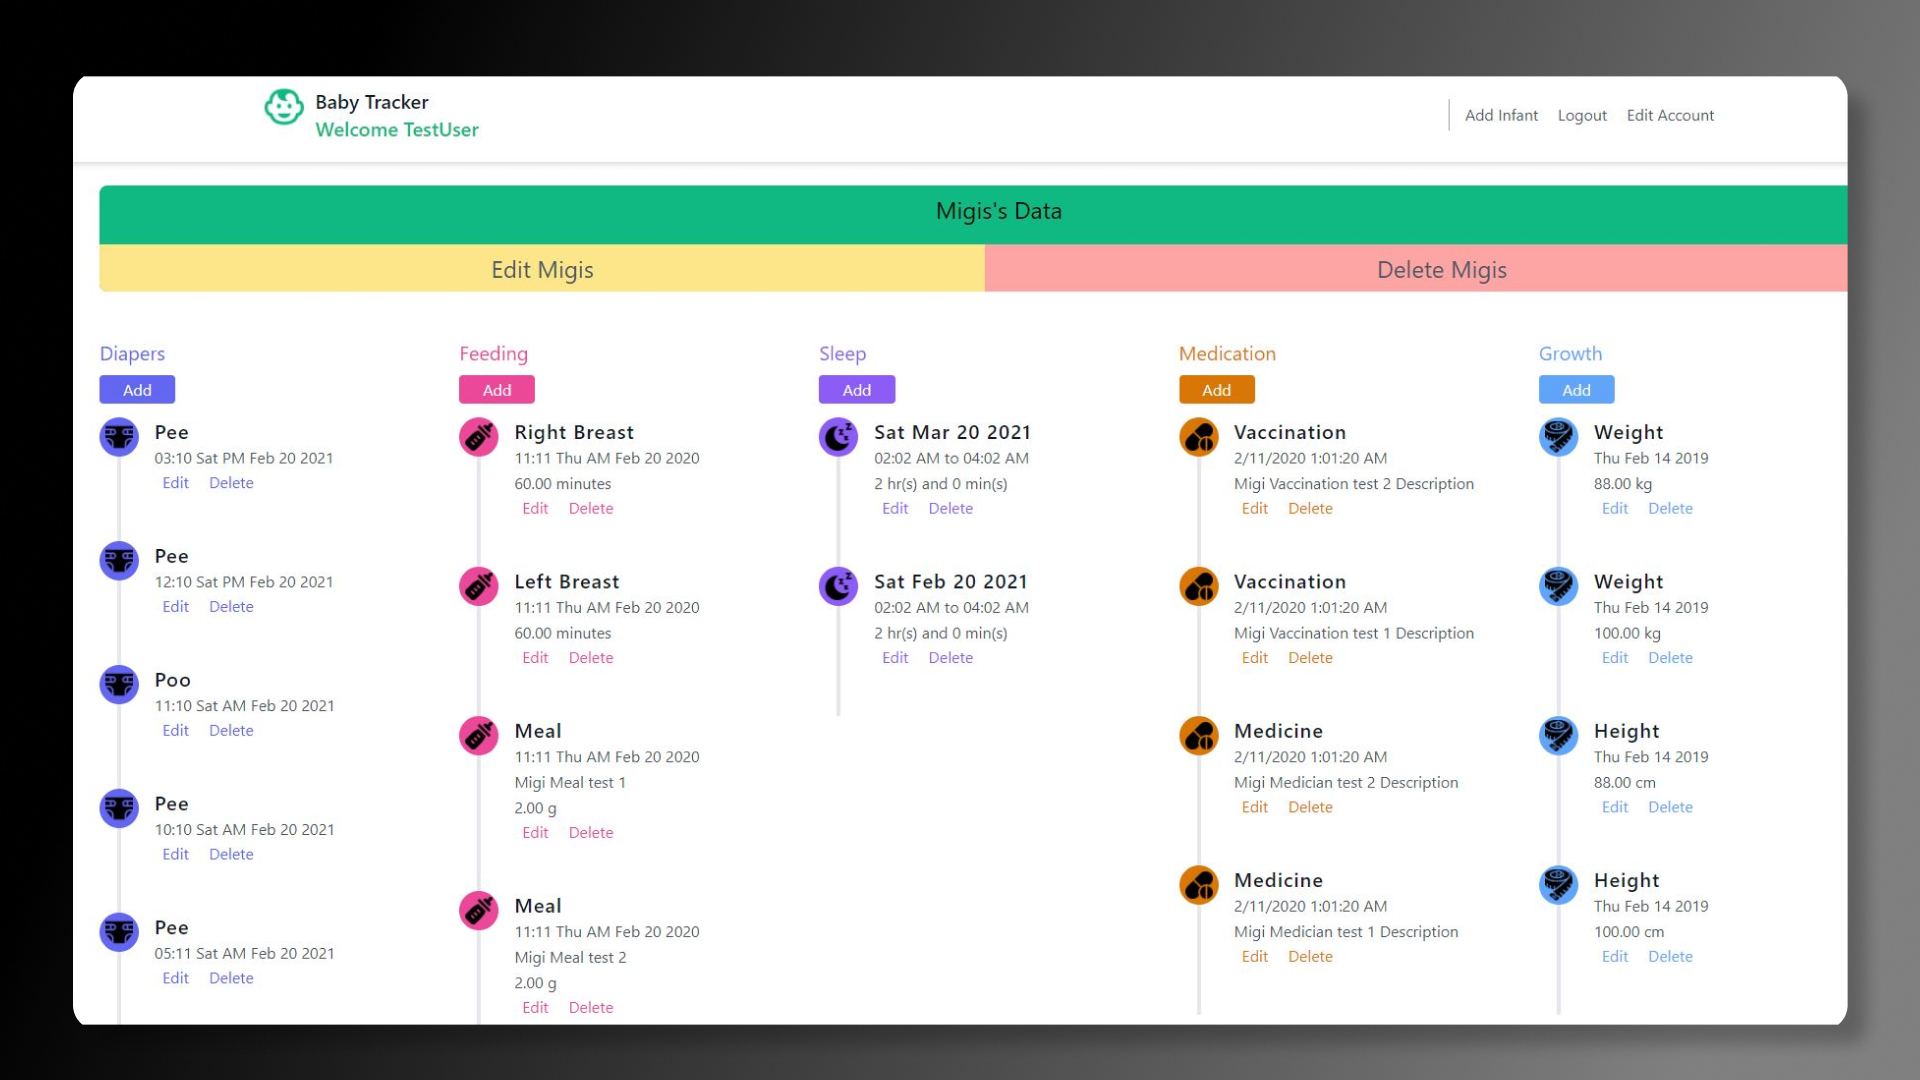 Baby Tracker
Welcome TestUser
Add Infant Logout Edit Account
Migis's Data
Edit Migis Delete Migis
Diapers
Add
Pee
03:10 Sat PM Feb 20 2021
Edit Delete
Pee
12:10 Sat PM Feb 20 2021
Edit Delete
Poo
11:10 Sat AM Feb 20 2021
Edit Delete
Pee
10:10 Sat AM Feb 20 2021
Edit Delete
Pee
05:11 Sat AM Feb 20 2021
Edit Delete
Feeding
Add
Right Breast
11:11 Thu AM Feb 20 2020
60.00 minutes
Edit Delete
Left Breast
11:11 Thu AM Feb 20 2020
60.00 minutes
Edit Delete
Meal
11:11 Thu AM Feb 20 2020
Migi Meal test 1
2.00 g
Edit Delete
Meal
11:11 Thu AM Feb 20 2020
Migi Meal test 2
2.00 g
Edit Delete
Sleep
Add
Sat Mar 20 2021
02:02 AM to 04:02 AM
2 hr(s) and 0 min(s)
Edit Delete
Sat Feb 20 2021
02:02 AM to 04:02 AM
2 hr(s) and 0 min(s)
Edit Delete
Medication
Add
Vaccination
2/11/2020 1:01:20 AM
Migi Vaccination test 2 Description
Edit Delete
Vaccination
2/11/2020 1:01:20 AM
Migi Vaccination test 1 Description
Edit Delete
Medicine
2/11/2020 1:01:20 AM
Migi Medician test 2 Description
Edit Delete
Medicine
2/11/2020 1:01:20 AM
Migi Medician test 1 Description
Edit Delete
Growth
Add
Weight
Thu Feb 14 2019
88.00 kg
Edit Delete
Weight
Thu Feb 14 2019
100.00 kg
Edit Delete
Height
Thu Feb 14 2019
88.00 cm
Edit Delete
Height
Thu Feb 14 2019
100.00 cm
Edit Delete